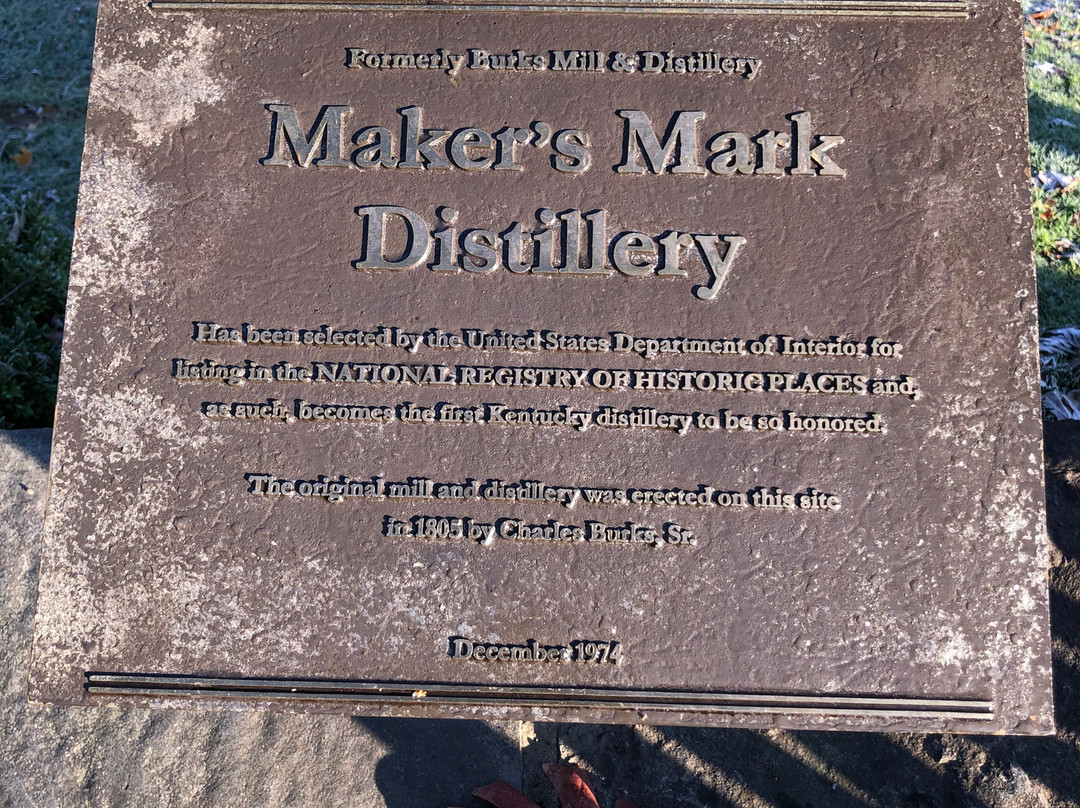 Formerly Burks Mill & Distillery
Maker's Mark
Distillery
Has been selected by the United States Department of Interior for
listing in the NATIONAL REGISTRY OF HISTORIC PLACES and,
as such, becomes the first Kentucky distillery to be so honored.
The original mill and distillery was erected on this site
in 1805 by Charles Burks, Sr.
December 1974